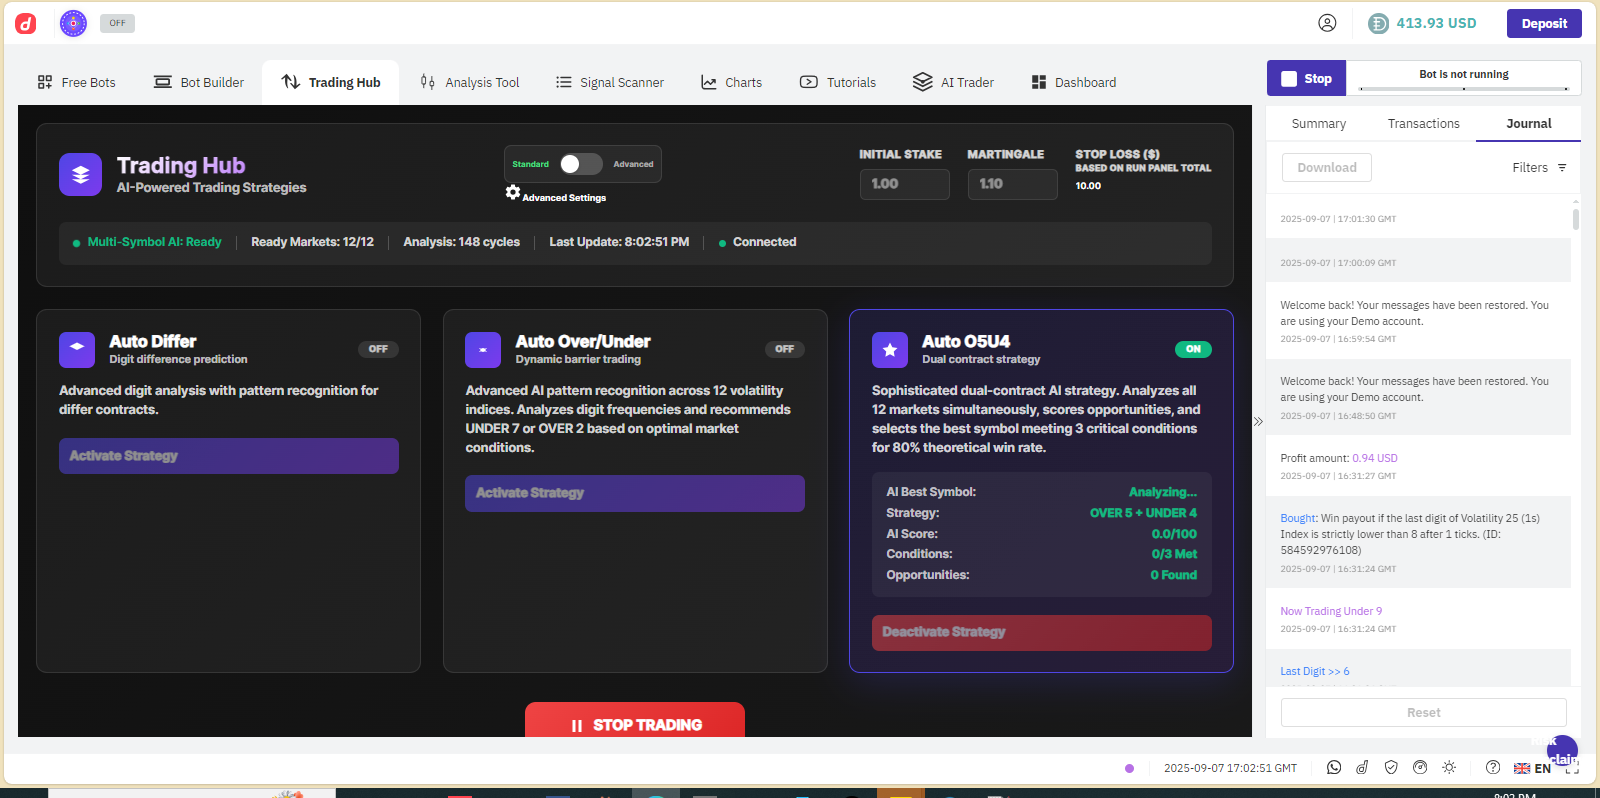 OFF
413.93 USD
Deposit
Free Bots
Bot Builder
Trading Hub
Analysis Tool
Signal Scanner
Charts
Tutorials
AI Trader
Dashboard
Stop
Bot is not running
Trading Hub
AI-Powered Trading Strategies
Standard
Advanced
Advanced Settings
INITIAL STAKE
1.00
MARTINGALE
1.10
STOP LOSS ($)
BASED ON RUN PANEL TOTAL
10.00
Multi-Symbol AI: Ready
Ready Markets: 12/12
Analysis: 148 cycles
Last Update: 8:02:51 PM
Connected
Auto Differ
Digit difference prediction
OFF
Advanced digit analysis with pattern recognition for
differ contracts.
Activate Strategy
Auto Over/Under
Dynamic barrier trading
OFF
Advanced AI pattern recognition across 12 volatility
indices. Analyzes digit frequencies and recommends
UNDER 7 or OVER 2 based on optimal market
conditions.
Activate Strategy
Auto O5U4
Dual contract strategy
ON
Sophisticated dual-contract AI strategy. Analyzes all
12 markets simultaneously, scores opportunities, and
selects the best symbol meeting 3 critical conditions
for 80% theoretical win rate.
AI Best Symbol: Analyzing...
Strategy: OVER 5 + UNDER 4
AI Score: 0.0/100
Conditions: 0/3 Met
Opportunities: 0 Found
Deactivate Strategy
STOP TRADING
Summary
Transactions
Journal
Download
Filters
2025-09-07 | 17:01:30 GMT
2025-09-07 | 17:00:09 GMT
Welcome back! Your messages have been restored. You
are using your Demo account.
2025-09-07 | 16:59:54 GMT
Welcome back! Your messages have been restored. You
are using your Demo account.
2025-09-07 | 16:48:50 GMT
Profit amount: 0.94 USD
2025-09-07 | 16:31:27 GMT
Bought: Win payout if the last digit of Volatility 25 (1s)
Index is strictly lower than 8 after 1 ticks. (ID:
584592976108)
2025-09-07 | 16:31:24 GMT
Now Trading Under 9
2025-09-07 | 16:31:24 GMT
Last Digit >> 6
Reset
2025-09-07 17:02:51 GMT
EN
8:02 PM